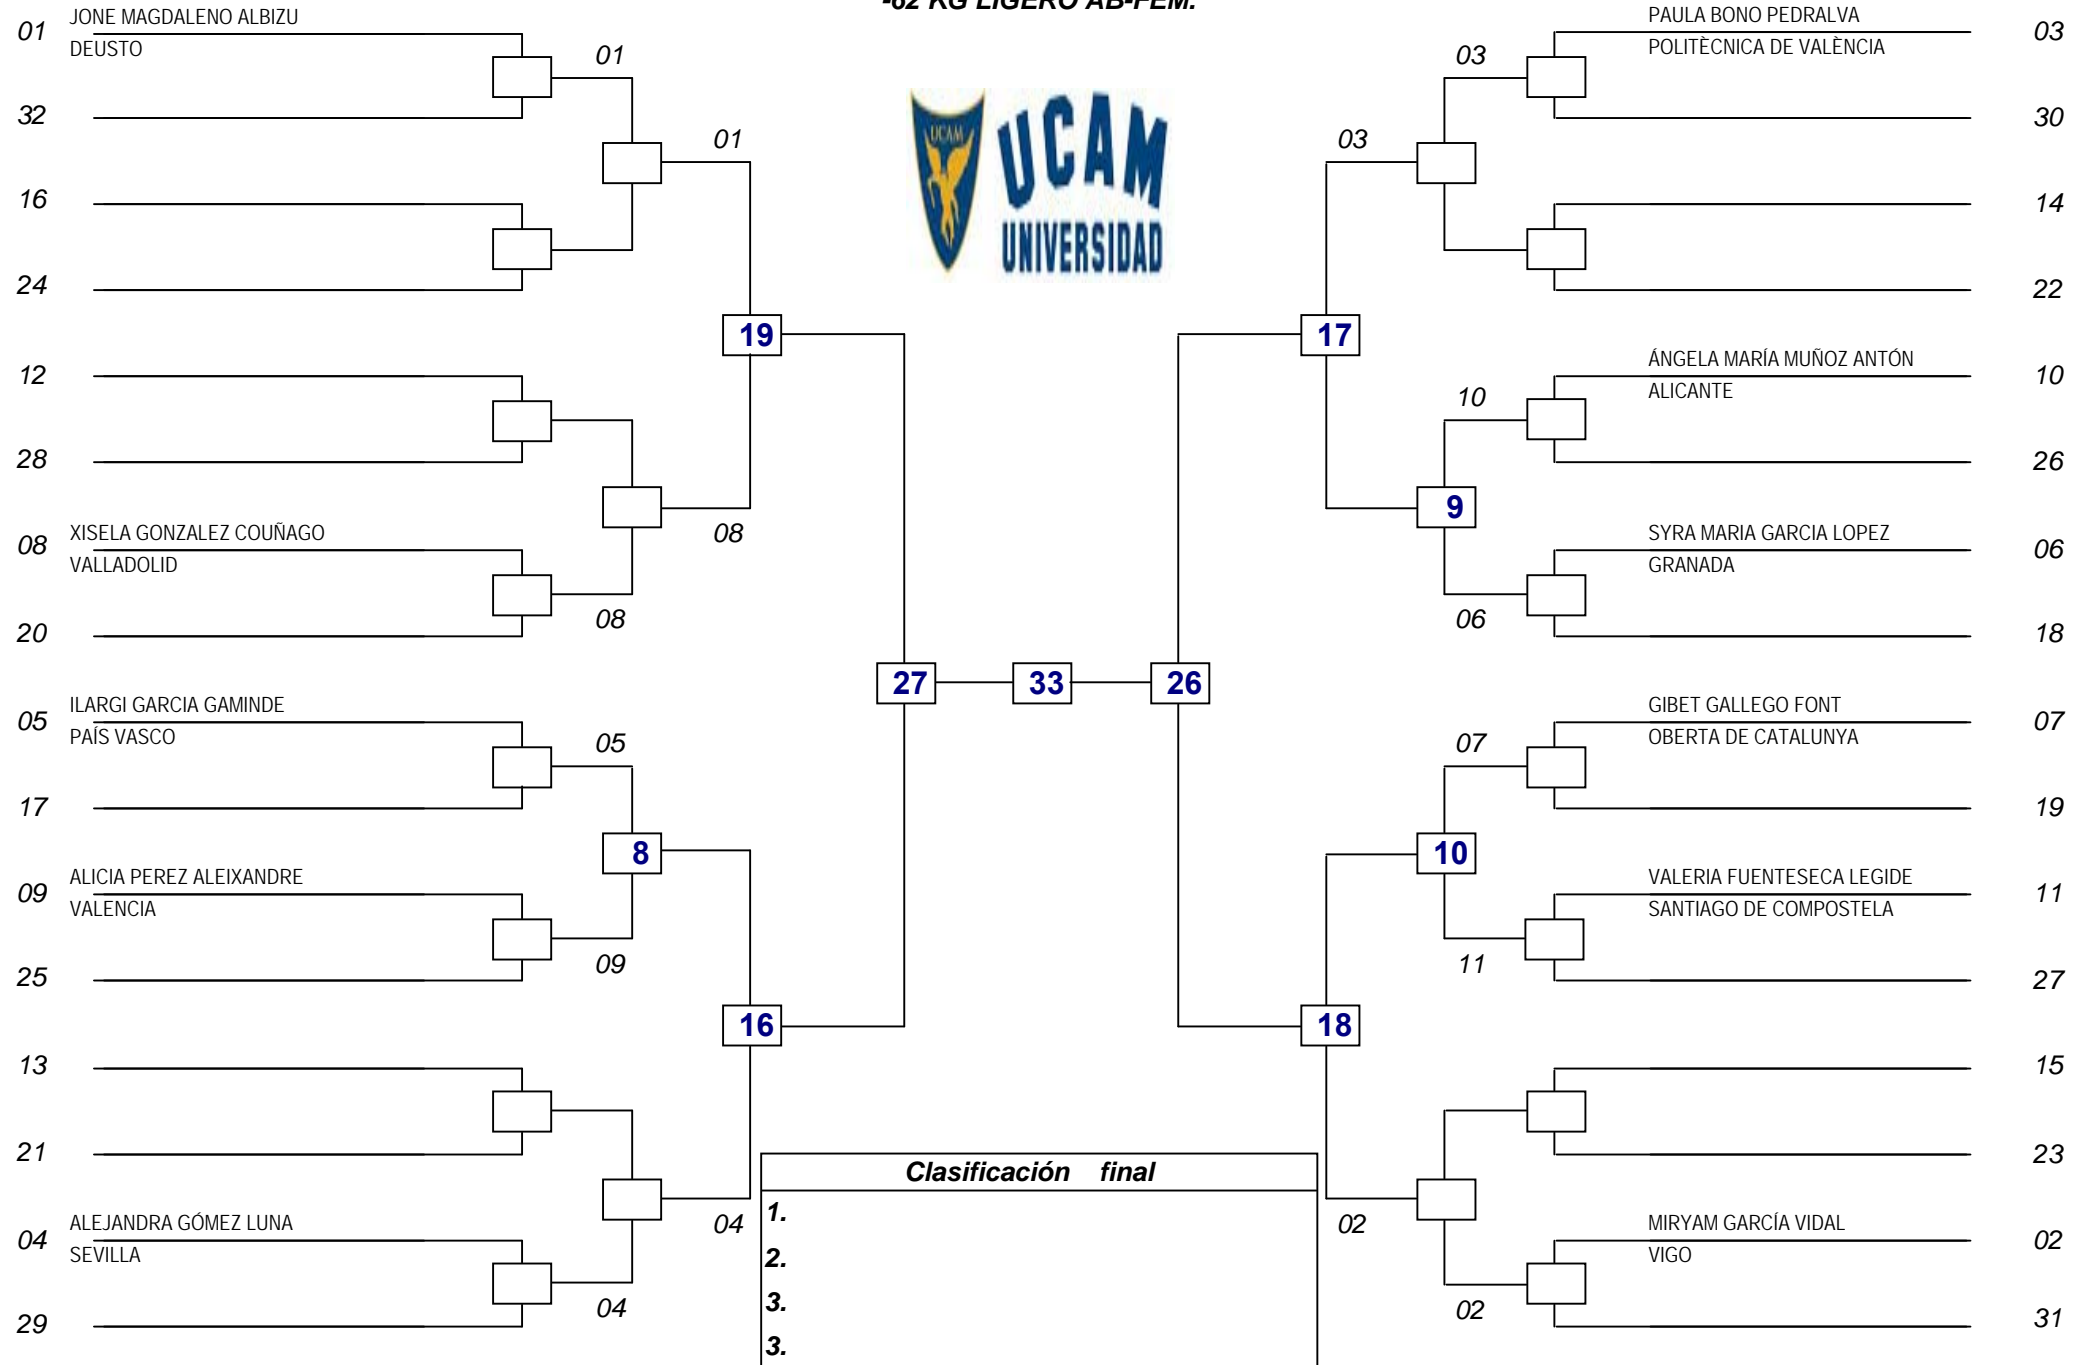 -62 KG LIGERO AB-FEM.
01 JONE MAGDALENO ALBIZU
DEUSTO
01
32
01
16
24
19
12
28
08
08 XISELA GONZALEZ COUÑAGO
VALLADOLID
08
20
05 ILARGI GARCIA GAMINDE
PAÍS VASCO
05
17
8
09 ALICIA PEREZ ALEIXANDRE
VALENCIA
09
25
16
13
21
04
04 ALEJANDRA GÓMEZ LUNA
SEVILLA
04
29
UCAM
UCAM
UNIVERSIDAD
27 33 26
Clasificación final
1.
2.
3.
3.
PAULA BONO PEDRALVA 03
POLITÈCNICA DE VALÈNCIA
03
30
03
14
22
17
ÁNGELA MARÍA MUÑOZ ANTÓN 10
ALICANTE
10
26
9
SYRA MARIA GARCIA LOPEZ 06
GRANADA
06
18
GIBET GALLEGO FONT 07
OBERTA DE CATALUNYA
07
19
10
VALERIA FUENTESECA LEGIDE 11
SANTIAGO DE COMPOSTELA
11
27
18
15
23
02
MIRYAM GARCÍA VIDAL 02
VIGO
02
31